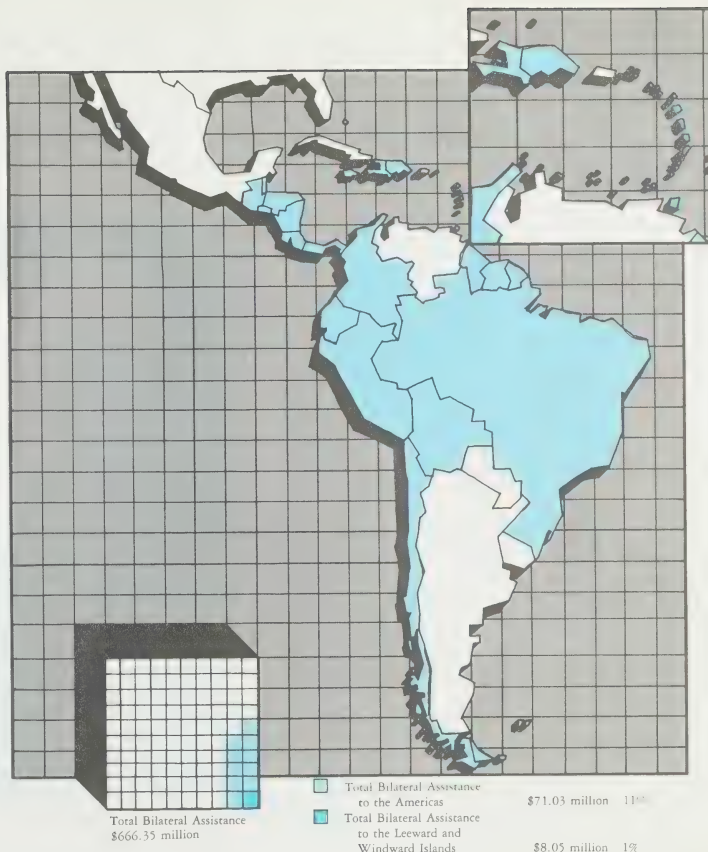 Total Bilateral Assistance
$666.35 million
Total Bilateral Assistance
to the Americas $71.03 million 11%
Total Bilateral Assistance
to the Leeward and
Windward Islands $8.05 million 1%